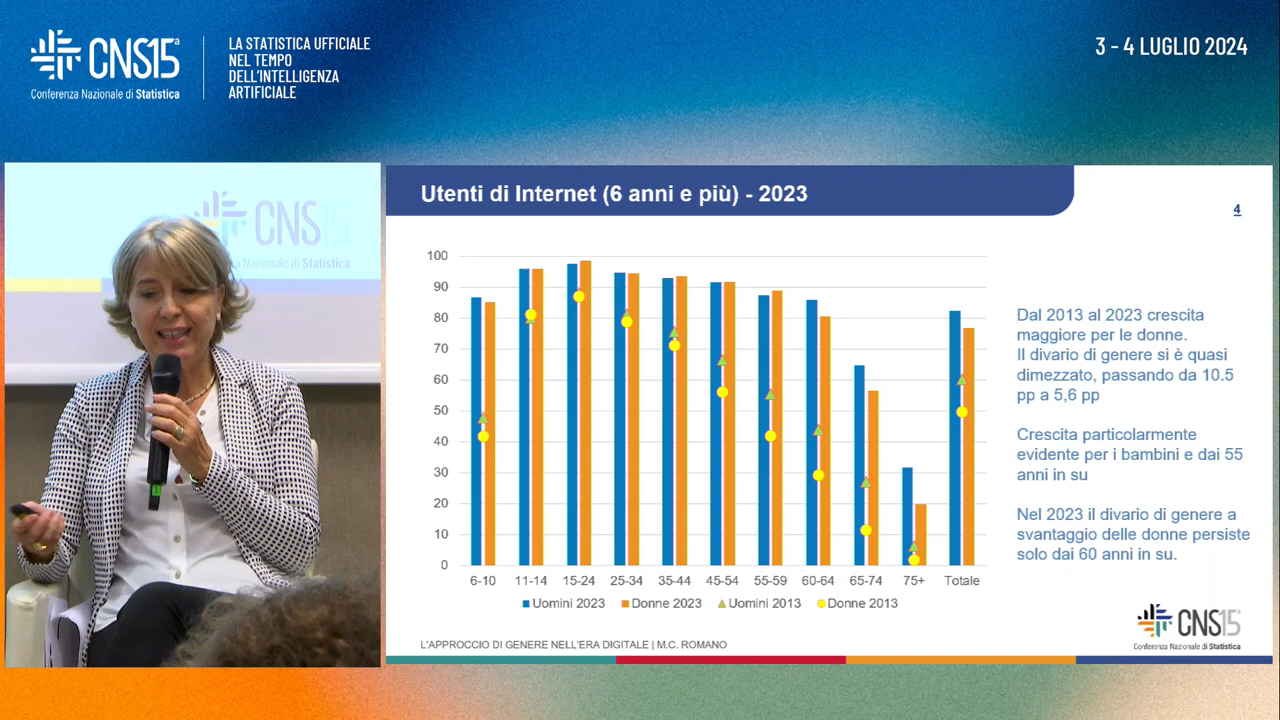 CNS15ª
Conferenza Nazionale di Statistica
LA STATISTICA UFFICIALE
NEL TEMPO
DELL'INTELLIGENZA
ARTIFICIALE
3 - 4 LUGLIO 2024
CNS15
Nazionale di Statistica
Utenti di Internet (6 anni e più) - 2023
4
100
90
80
70
60
50
40
30
20
10
0
6-10 11-14 15-24 25-34 35-44 45-54 55-59 60-64 65-74 75+ Totale
Uomini 2023 Donne 2023 Uomini 2013 Donne 2013
Dal 2013 al 2023 crescita
maggiore per le donne.
Il divario di genere si è quasi
dimezzato, passando da 10.5
pp a 5,6 pp
Crescita particolarmente
evidente per i bambini e dai 55
anni in su
Nel 2023 il divario di genere a
svantaggio delle donne persiste
solo dai 60 anni in su.
L'APPROCCIO DI GENERE NELL'ERA DIGITALE | M.C. ROMANO
CNS15ª
Conferenza Nazionale di Statistica